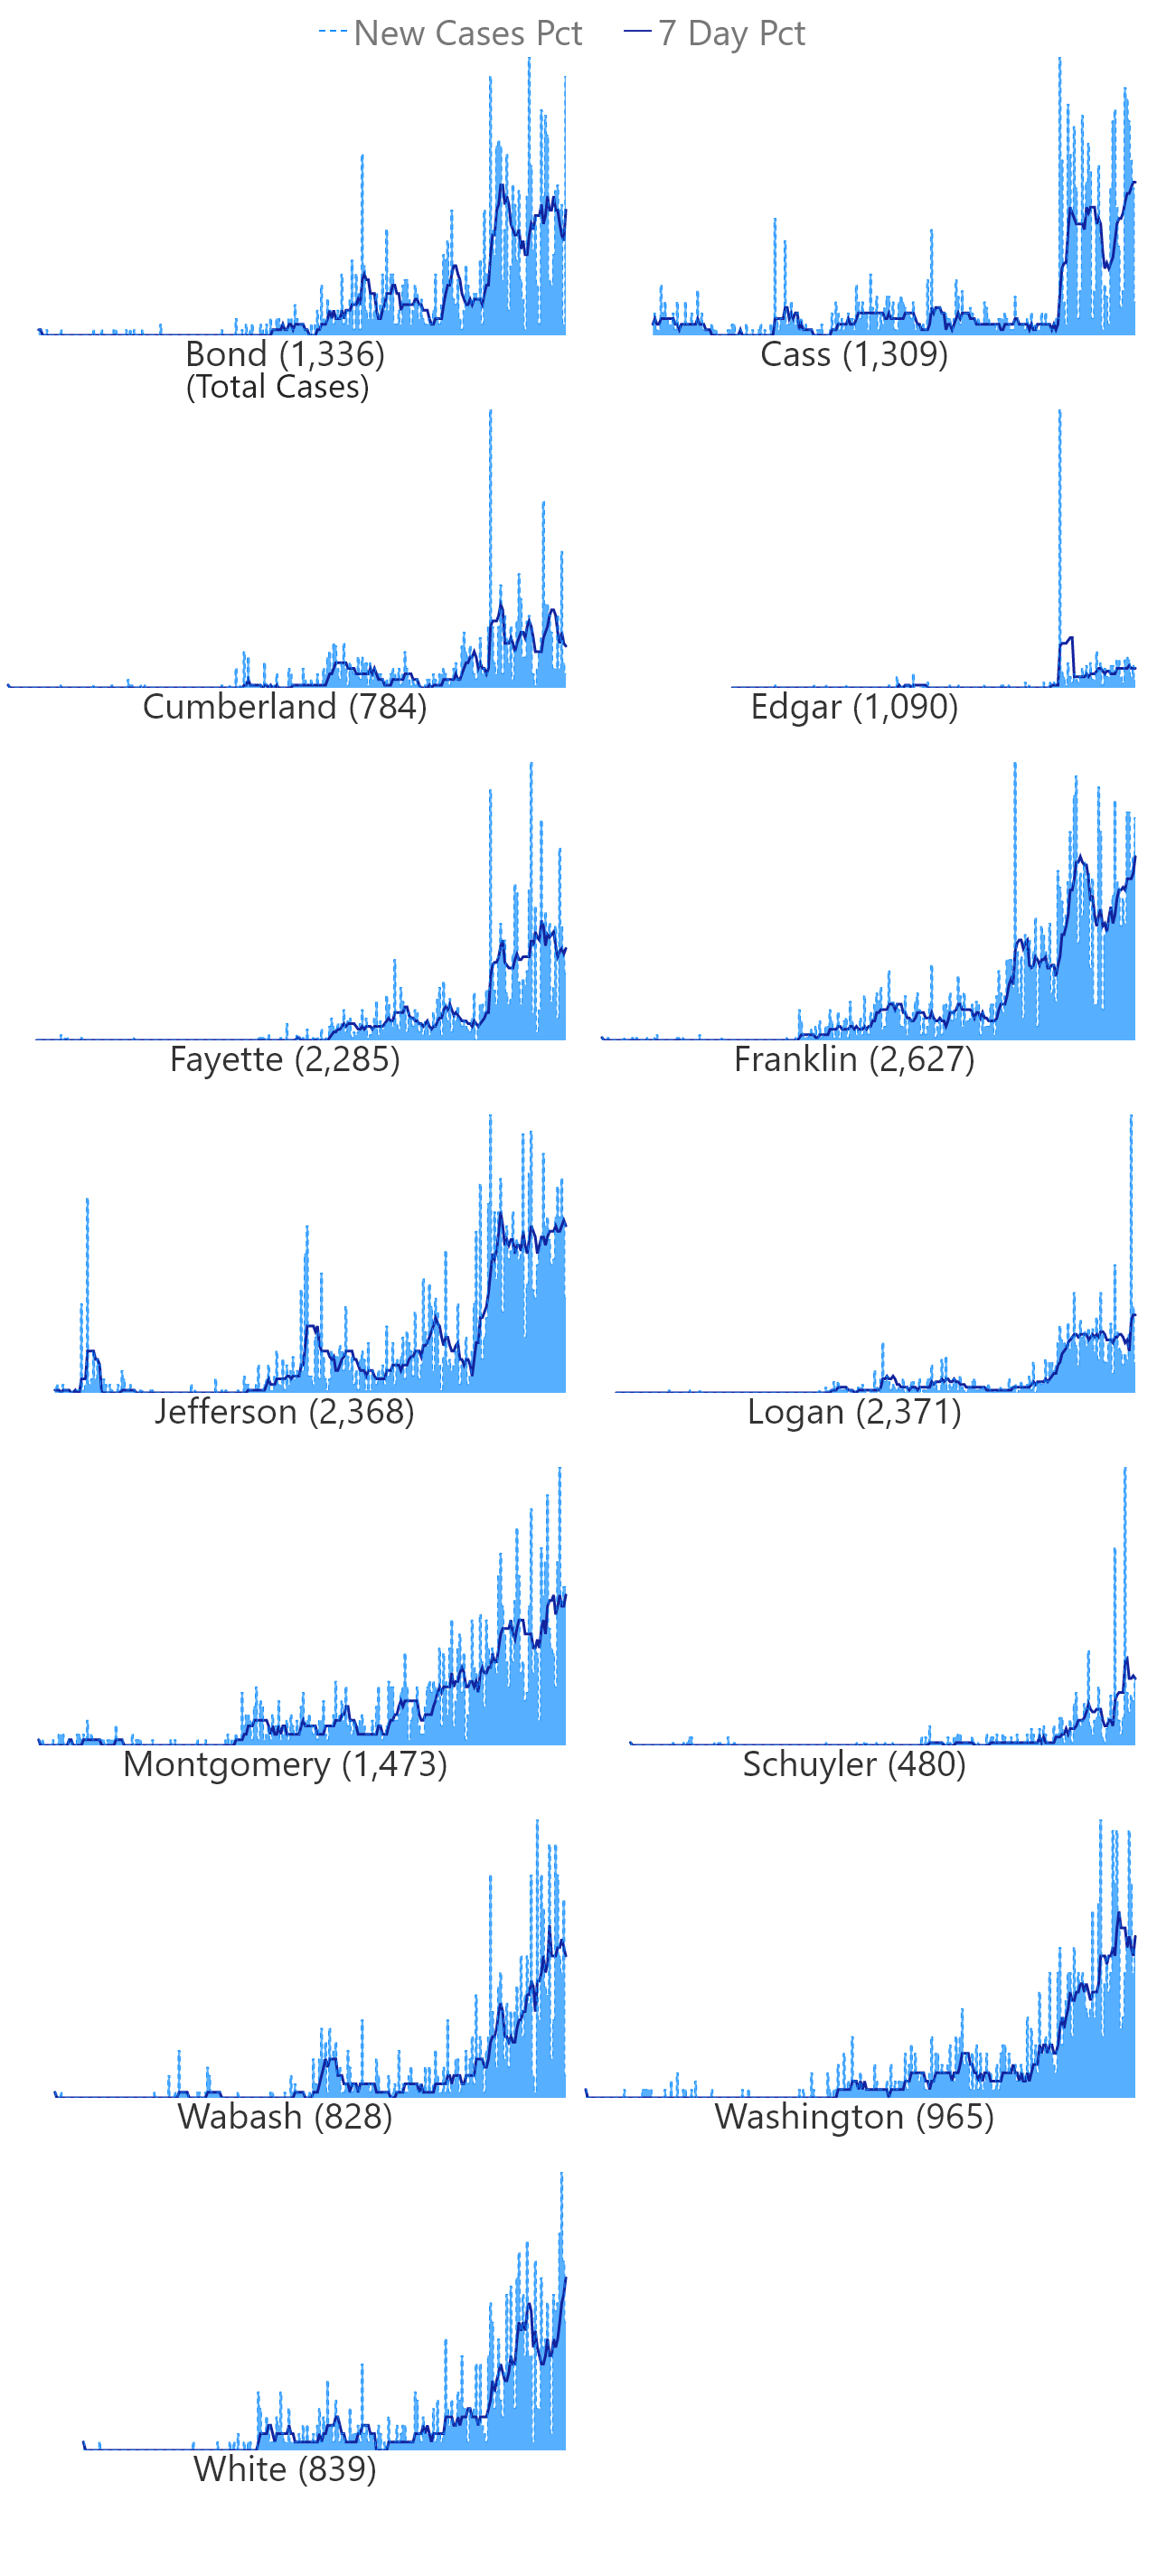 New Cases Pct 7 Day Pct
Bond (1,336)
(Total Cases)
Cass (1,309)
Cumberland (784)
Edgar (1,090)
Fayette (2,285)
Franklin (2,627)
Jefferson (2,368)
Logan (2,371)
Montgomery (1,473)
Schuyler (480)
Wabash (828)
Washington (965)
White (839)